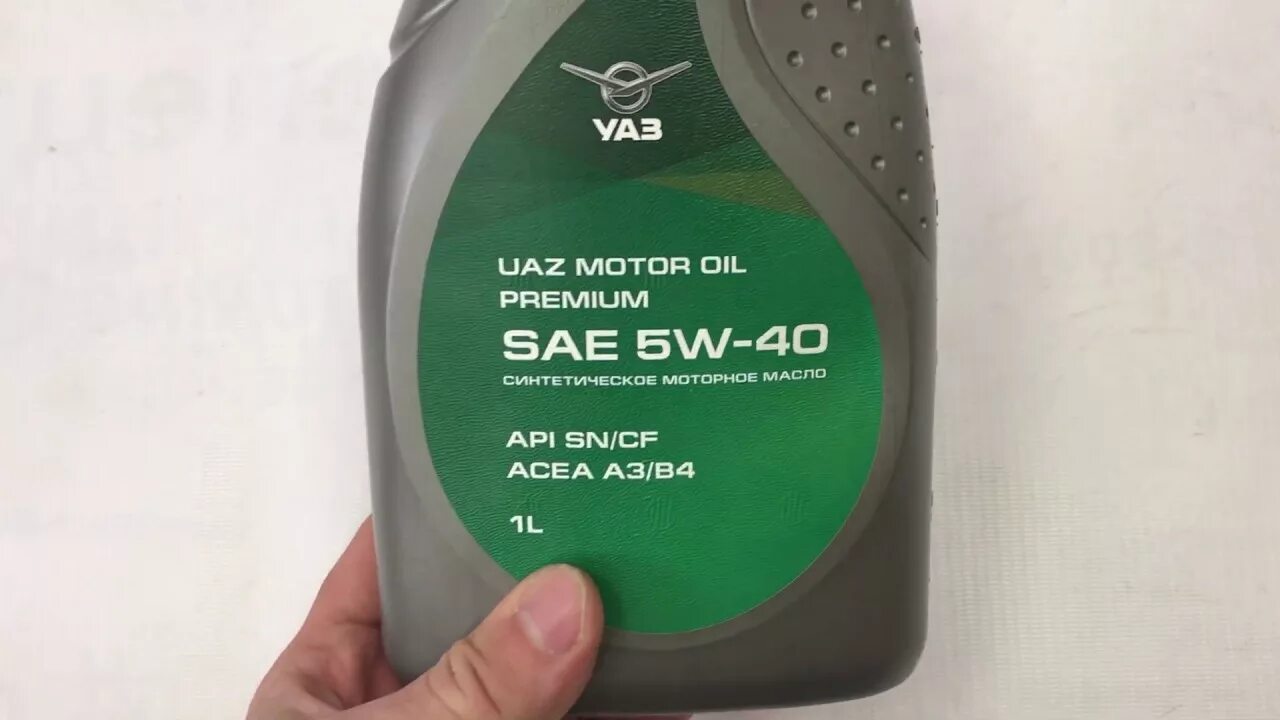 УАЗ
UAZ MOTOR OIL
PREMIUM
SAE 5W-40
СИНТЕТИЧЕСКОЕ МОТОРНОЕ МАСЛО
API SN/CF
ACEA A3/B4
1L